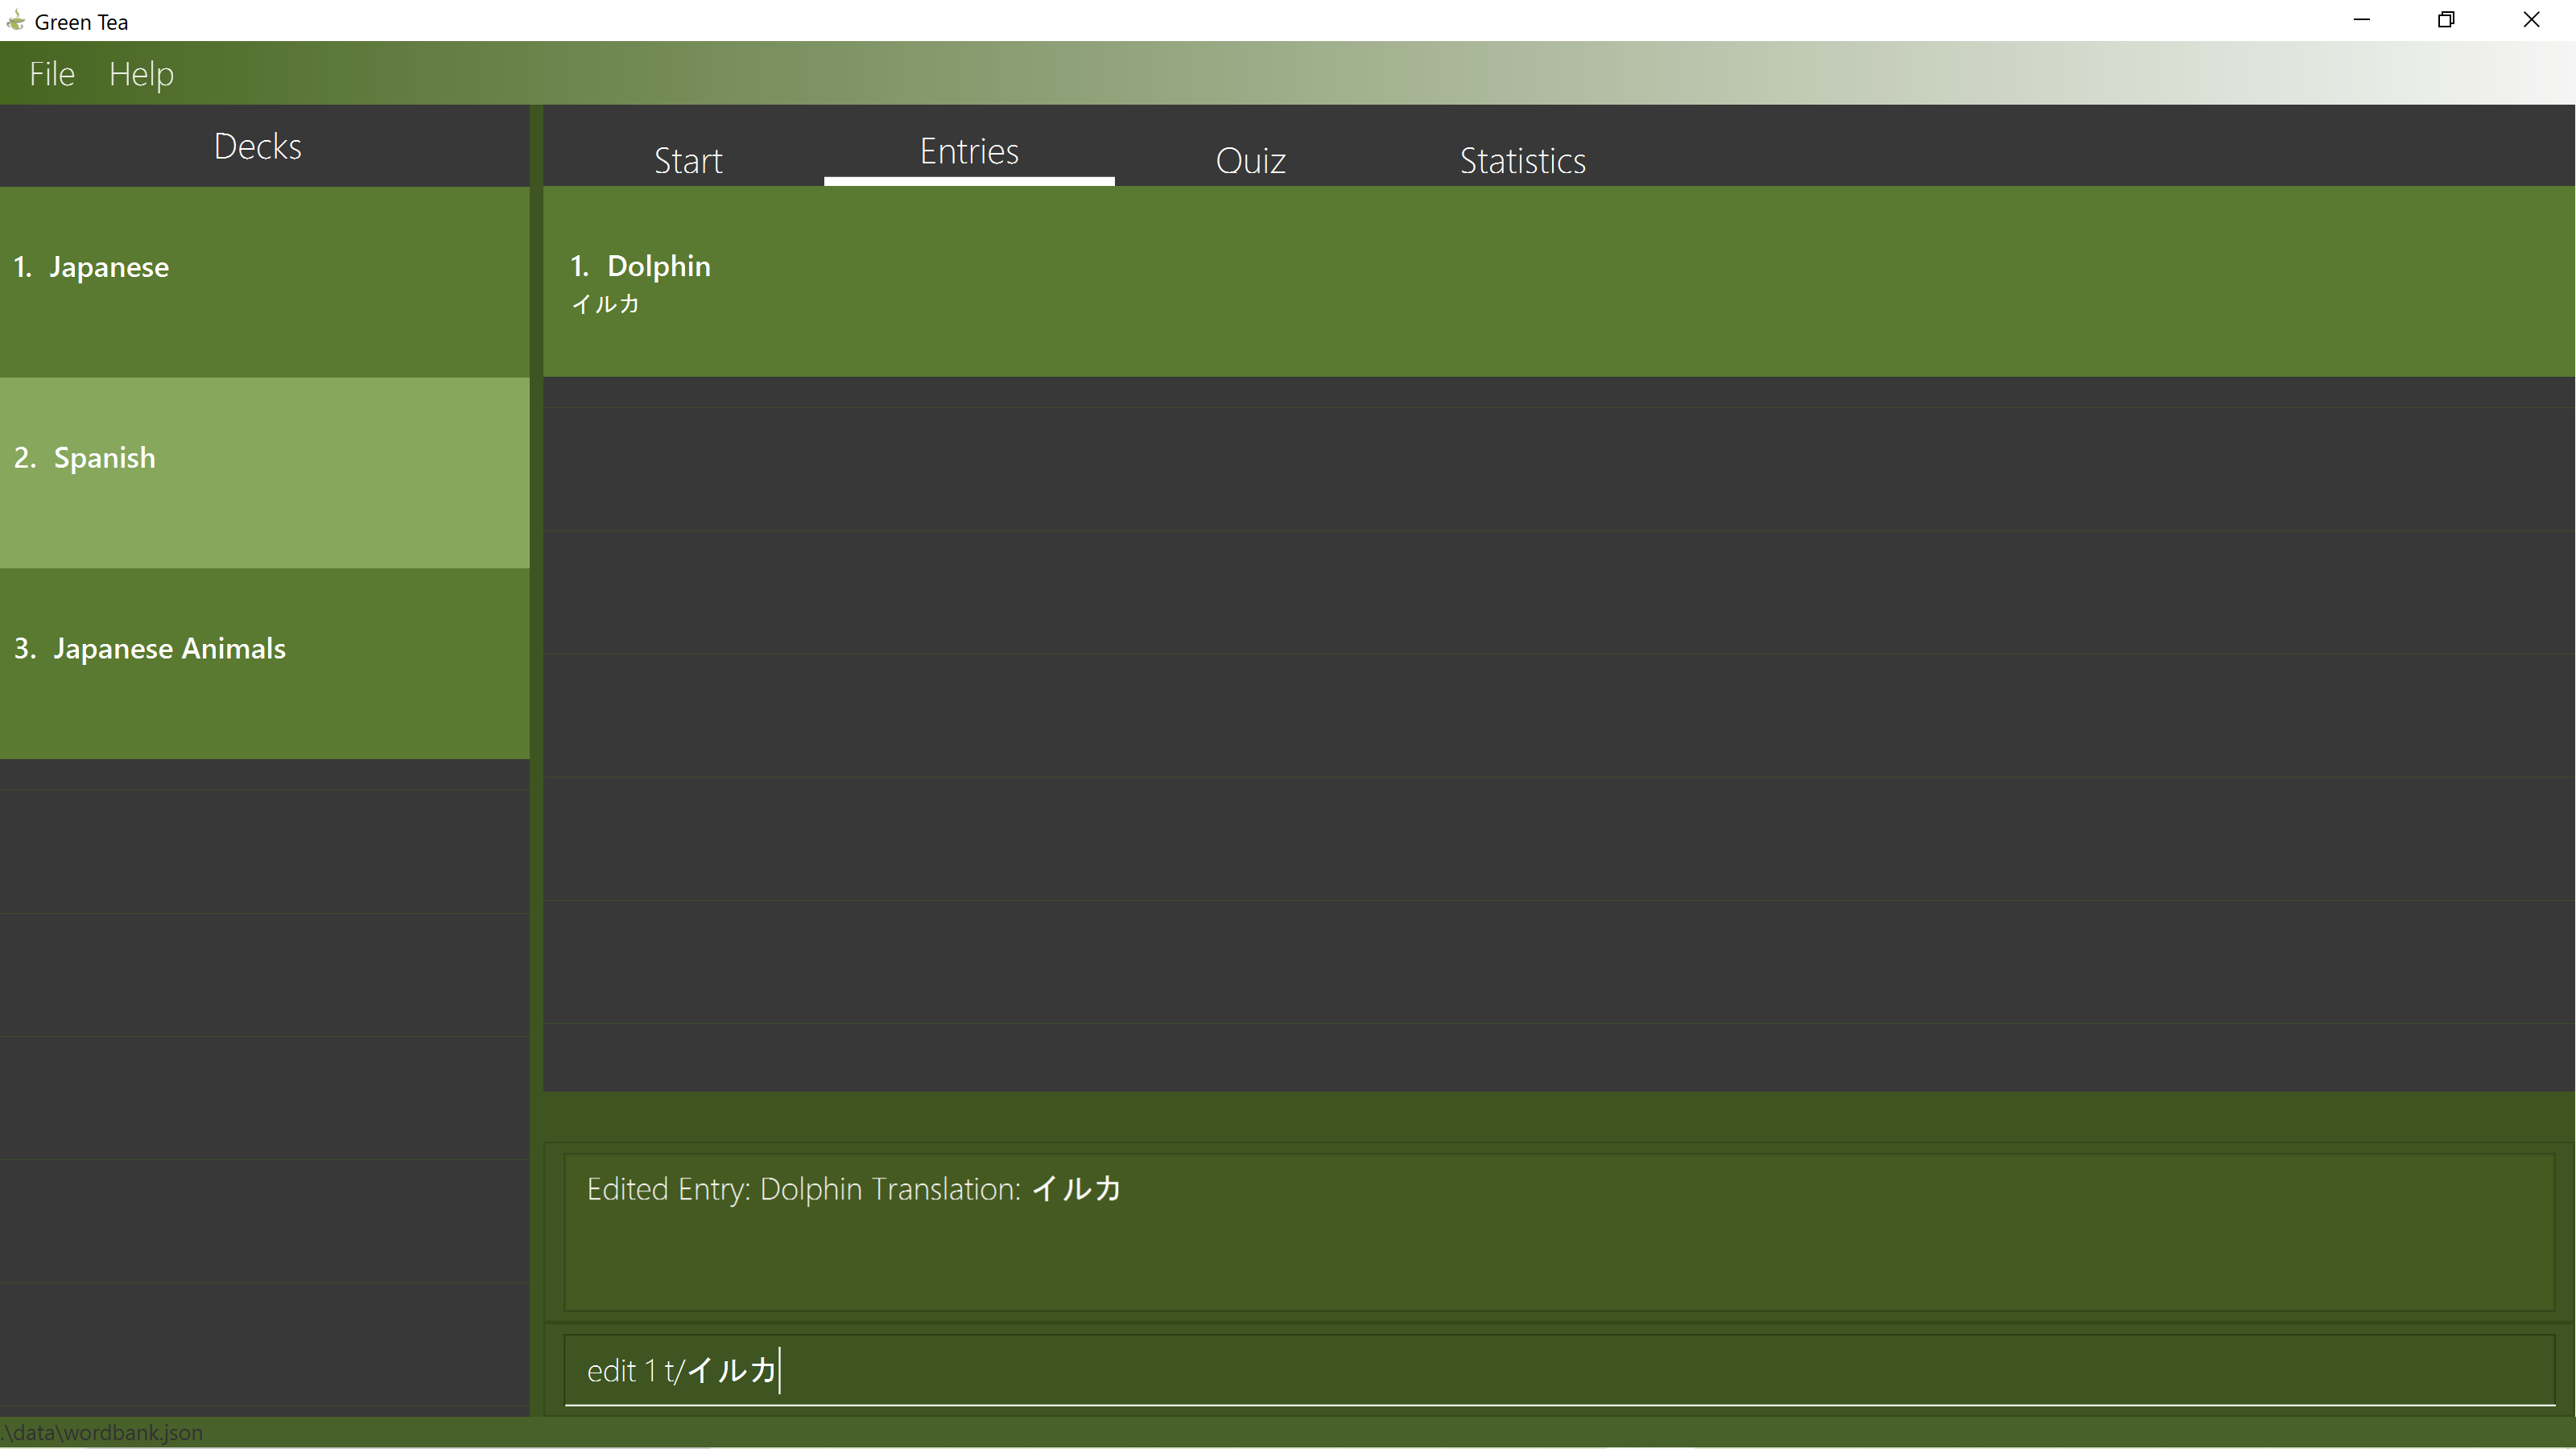 Green Tea
File Help
Decks
1. Japanese
2. Spanish
3. Japanese Animals
Start Entries Quiz Statistics
1. Dolphin
イルカ
Edited Entry: Dolphin Translation: イルカ
edit 1 t/イルカ
.\data\wordbank.json